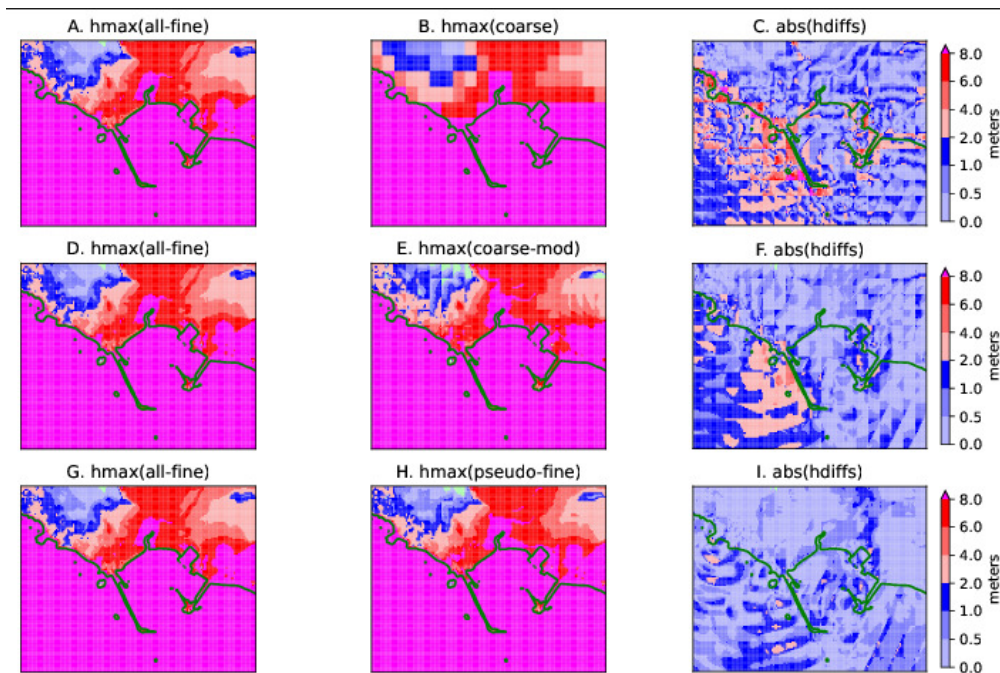 A. hmax(all-fine)
B. hmax(coarse)
C. abs(hdiffs)
8.0
6.0
4.0
2.0
1.0
0.5
0.0
meters
D. hmax(all-fine)
E. hmax(coarse-mod)
F. abs(hdiffs)
8.0
6.0
4.0
2.0
1.0
0.5
0.0
meters
G. hmax(all-fine)
H. hmax(pseudo-fine)
I. abs(hdiffs)
8.0
6.0
4.0
2.0
1.0
0.5
0.0
meters